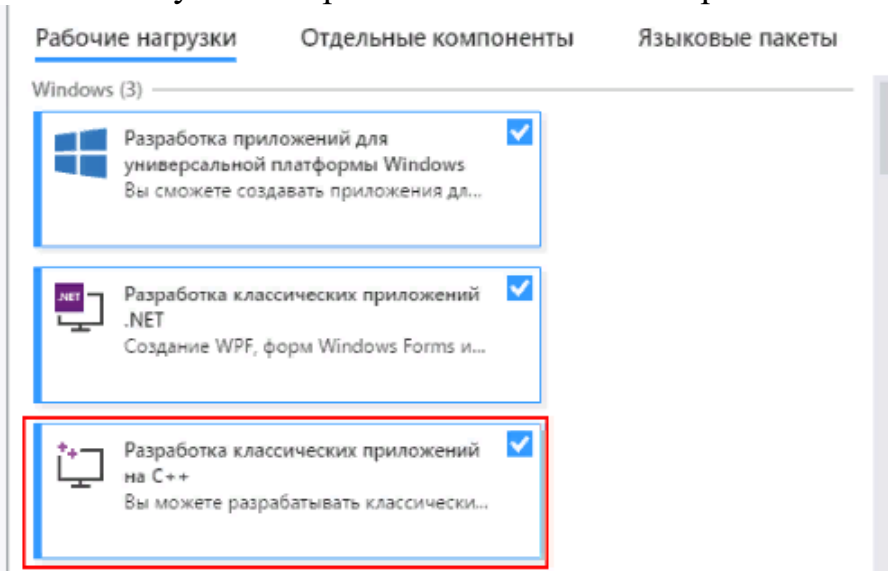 Рабочие нагрузки Отдельные компоненты Языковые пакеты
Windows (3)
Разработка приложений для
универсальной платформы Windows
Вы сможете создавать приложения дл...
.NET
Разработка классических приложений
.NET
Создание WPF, форм Windows Forms и...
Разработка классических приложений
на C++
Вы можете разрабатывать классически...